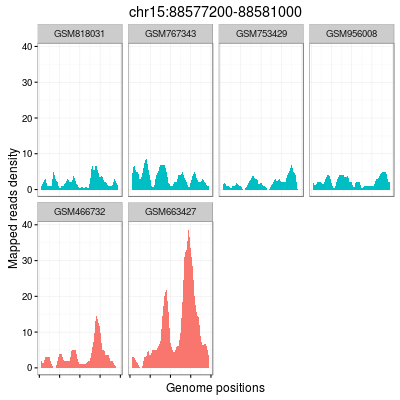 chr15:88577200-88581000
GSM818031 GSM767343 GSM753429 GSM956008
40
30
20
10
0
GSM466732 GSM663427
40
30
20
10
0
Mapped reads density
Genome positions